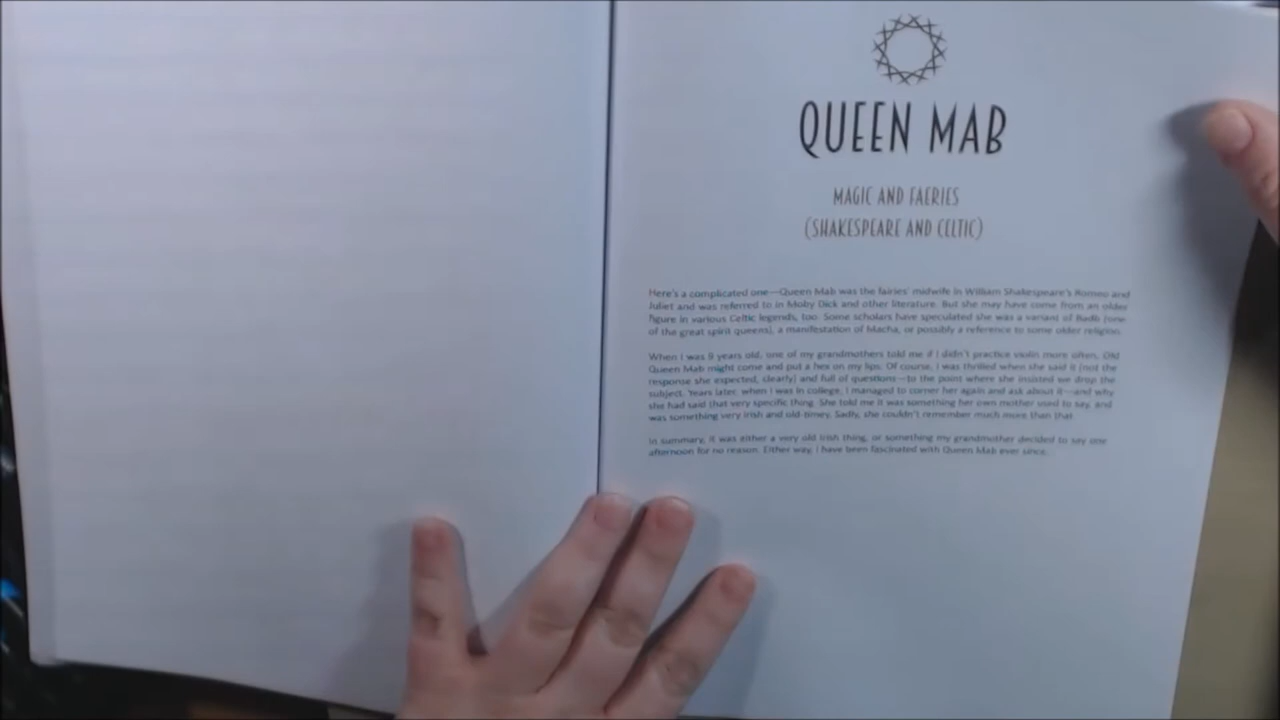 QUEEN MAB
MAGIC AND FAERIES
(SHAKESPEARE AND CELTIC)
Here's a complicated one—Queen Mab was the fairies' midwife in William Shakespeare's Romeo and
Juliet and was referred to in Moby Dick and other literature. But she may have come from an older
figure in various Celtic legends, too. Some scholars have speculated she was a variant of Badb (one
of the great spirit queens), a manifestation of Macha, or possibly a reference to some older religion.
When I was 9 years old, one of my grandmothers told me if I didn't practice violin more often, Old
Queen Mab might come and put a hex on my lips. Of course, I was thrilled when she said it (not the
response she expected, clearly) and full of questions—to the point where she insisted we drop the
subject. Years later, when I was in college, I managed to corner her again and ask about it—and why
she had said that very specific thing. She told me it was something her own mother used to say, and
was something very Irish and old-timey. Sadly, she couldn't remember much more than that.
In summary, it was either a very old Irish thing, or something my grandmother decided to say one
afternoon for no reason. Either way, I have been fascinated with Queen Mab ever since.